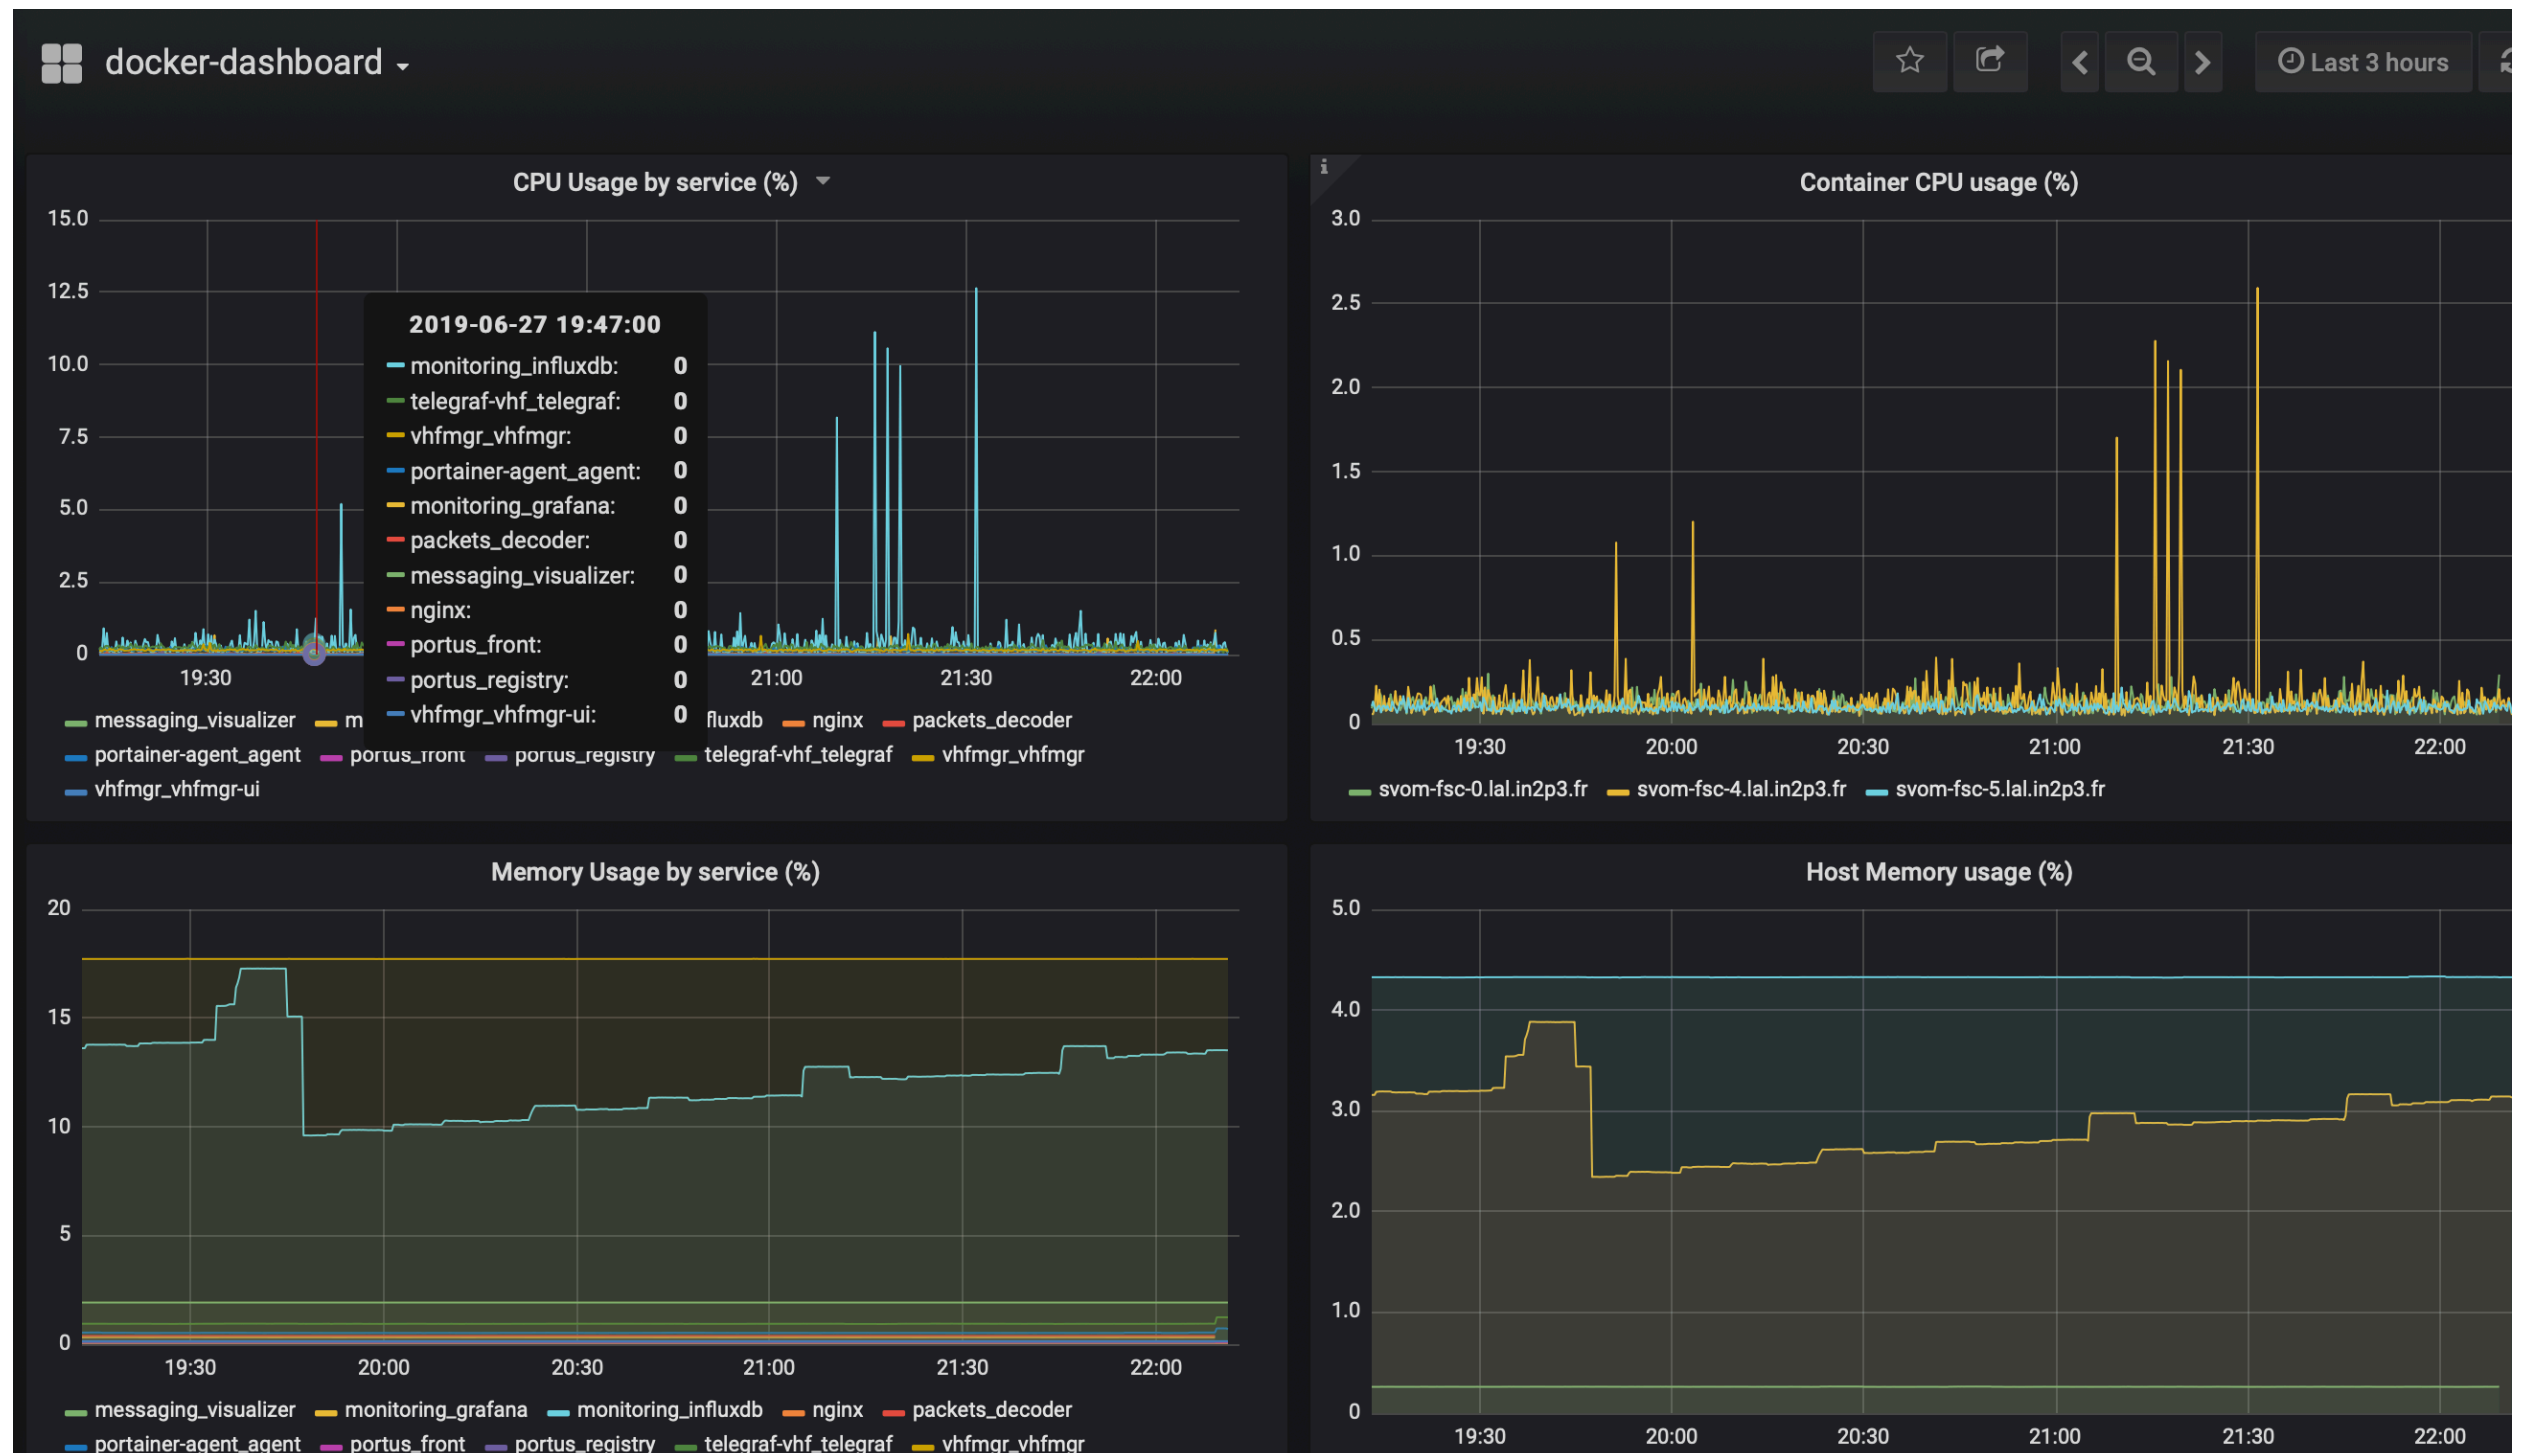 docker-dashboard
Last 3 hours
CPU Usage by service (%)
15.0
12.5
10.0
7.5
5.0
2.5
0
19:30
21:00
21:30
22:00
2019-06-27 19:47:00
monitoring_influxdb: 0
telegraf-vhf_telegraf: 0
vhfmgr_vhfmgr: 0
portainer-agent_agent: 0
monitoring_grafana: 0
packets_decoder: 0
messaging_visualizer: 0
nginx: 0
portus_front: 0
portus_registry: 0
vhfmgr_vhfmgr-ui: 0
messaging_visualizer m fluxdb nginx packets_decoder
portainer-agent_agent portus_front portus_registry telegraf-vhf_telegraf vhfmgr_vhfmgr
vhfmgr_vhfmgr-ui
i
Container CPU usage (%)
3.0
2.5
2.0
1.5
1.0
0.5
0
19:30 20:00 20:30 21:00 21:30 22:00
svom-fsc-0.lal.in2p3.fr svom-fsc-4.lal.in2p3.fr svom-fsc-5.lal.in2p3.fr
Memory Usage by service (%)
20
15
10
5
0
19:30 20:00 20:30 21:00 21:30 22:00
messaging_visualizer monitoring_grafana monitoring_influxdb nginx packets_decoder
portainer-agent_agent portus_front portus_registry telegraf-vhf_telegraf vhfmgr_vhfmgr
Host Memory usage (%)
5.0
4.0
3.0
2.0
1.0
0
19:30 20:00 20:30 21:00 21:30 22:00